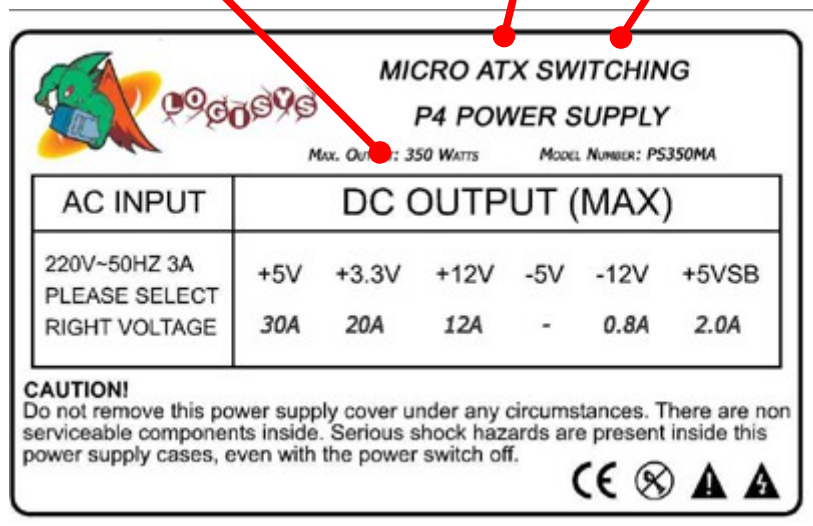 LOGISYS
MICRO ATX SWITCHING
P4 POWER SUPPLY
MAX. : 350 WATTS MODEL NUMBER: PS350MA
AC INPUT
DC OUTPUT (MAX)
220V~50HZ 3A
PLEASE SELECT
RIGHT VOLTAGE
+5V +3.3V +12V -5V -12V +5VSB
30A 20A 12A - 0.8A 2.0A
CAUTION!
Do not remove this power supply cover under any circumstances. There are non
serviceable components inside. Serious shock hazards are present inside this
power supply cases, even with the power switch off.
CE